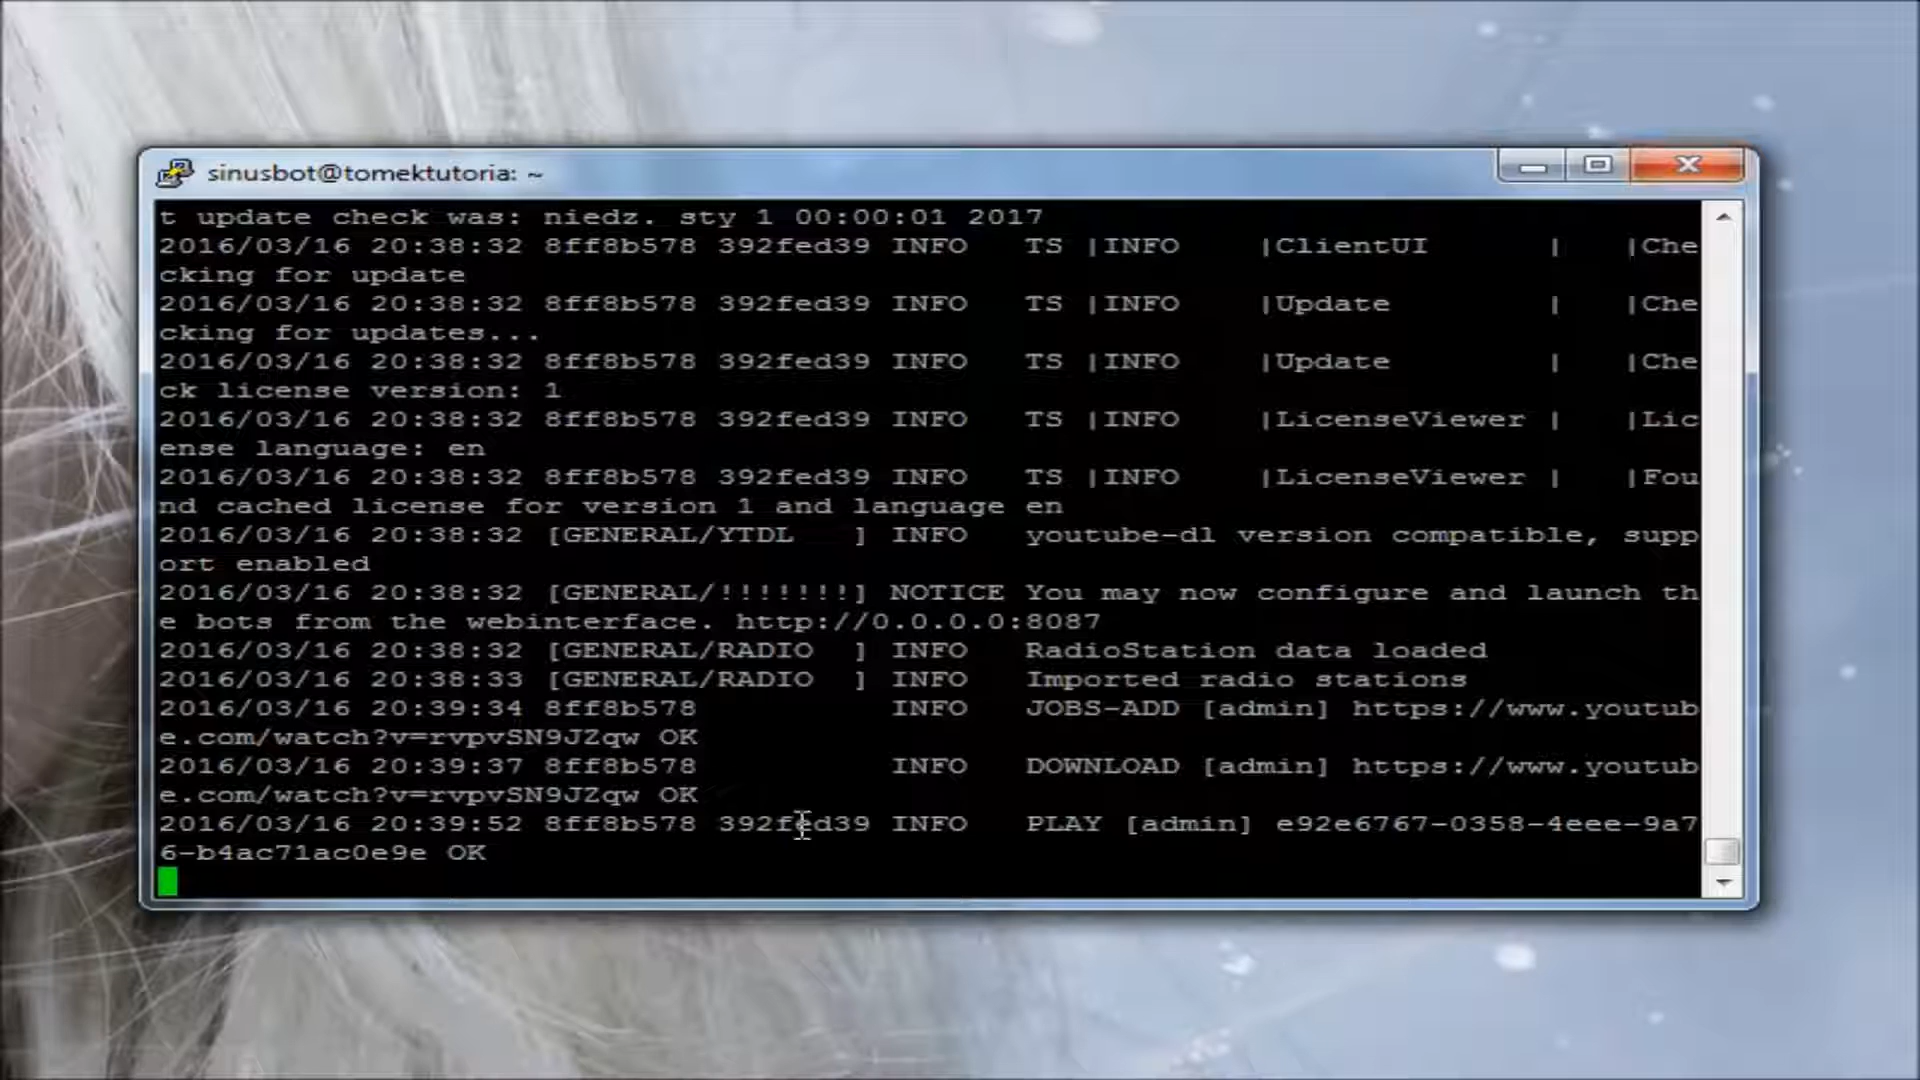 sinusbot@tomektutoria: ~
t update check was: niedz. sty 1 00:00:01 2017
2016/03/16 20:38:32 8ff8b578 392fed39 INFO   TS |INFO    |ClientUI      |   |Che
cking for update
2016/03/16 20:38:32 8ff8b578 392fed39 INFO   TS |INFO    |Update        |   |Che
cking for updates...
2016/03/16 20:38:32 8ff8b578 392fed39 INFO   TS |INFO    |Update        |   |Che
ck license version: 1
2016/03/16 20:38:32 8ff8b578 392fed39 INFO   TS |INFO    |LicenseViewer |   |Lic
ense language: en
2016/03/16 20:38:32 8ff8b578 392fed39 INFO   TS |INFO    |LicenseViewer |   |Fou
nd cached license for version 1 and language en
2016/03/16 20:38:32 [GENERAL/YTDL   ] INFO   youtube-dl version compatible, supp
ort enabled
2016/03/16 20:38:32 [GENERAL/!!!!!!!] NOTICE You may now configure and launch th
e bots from the webinterface. http://0.0.0.0:8087
2016/03/16 20:38:32 [GENERAL/RADIO  ] INFO   RadioStation data loaded
2016/03/16 20:38:33 [GENERAL/RADIO  ] INFO   Imported radio stations
2016/03/16 20:39:34 8ff8b578          INFO   JOBS-ADD [admin] https://www.youtub
e.com/watch?v=rvpvSN9JZqw OK
2016/03/16 20:39:37 8ff8b578          INFO   DOWNLOAD [admin] https://www.youtub
e.com/watch?v=rvpvSN9JZqw OK
2016/03/16 20:39:52 8ff8b578 392fed39 INFO   PLAY [admin] e92e6767-0358-4eee-9a7
6-b4ac71ac0e9e OK